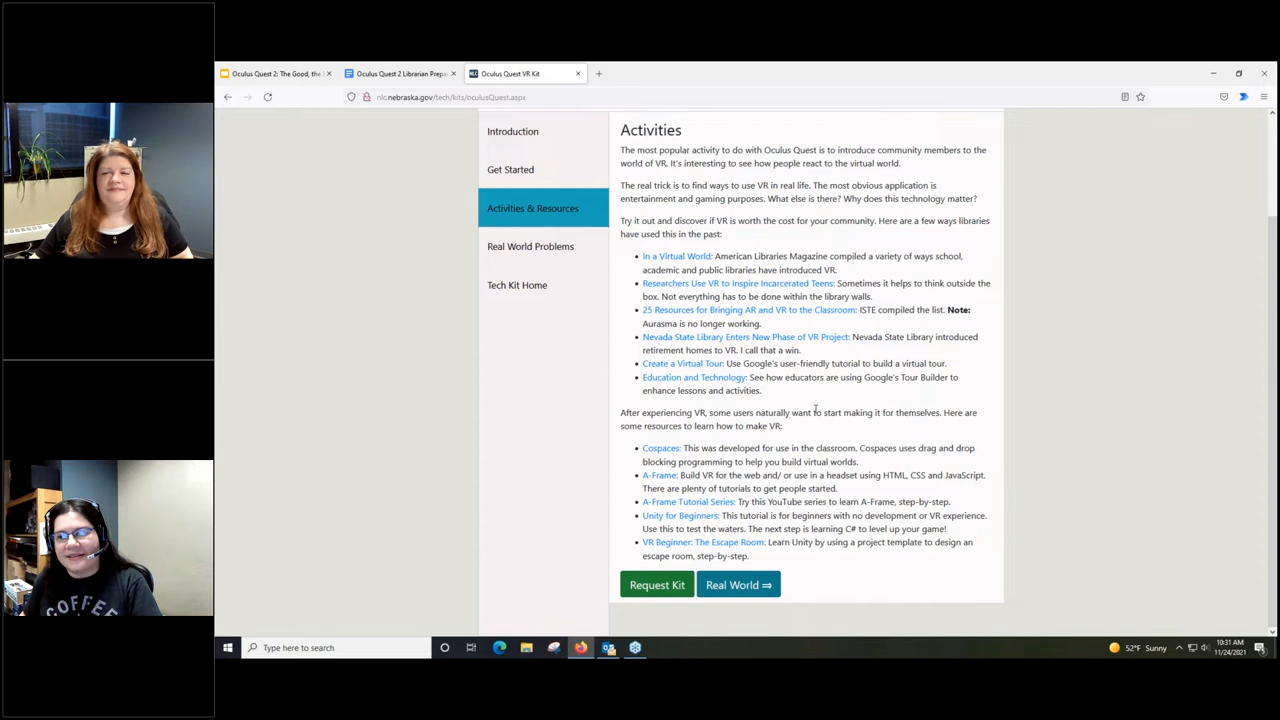 Oculus Quest 2: The Good, the
Oculus Quest 2 Librarian Prepa
Oculus Quest VR Kit
nlc.nebraska.gov/tech/kits/oculusQuest.aspx
Introduction
Get Started
Activities & Resources
Real World Problems
Tech Kit Home
Activities
The most popular activity to do with Oculus Quest is to introduce community members to the
world of VR. It's interesting to see how people react to the virtual world.
The real trick is to find ways to use VR in real life. The most obvious application is
entertainment and gaming purposes. What else is there? Why does this technology matter?
Try it out and discover if VR is worth the cost for your community. Here are a few ways libraries
have used this in the past:
• In a Virtual World: American Libraries Magazine compiled a variety of ways school,
academic and public libraries have introduced VR.
• Researchers Use VR to Inspire Incarcerated Teens: Sometimes it helps to think outside the
box. Not everything has to be done within the library walls.
• 25 Resources for Bringing AR and VR to the Classroom: ISTE compiled the list. Note:
Aurasma is no longer working.
• Nevada State Library Enters New Phase of VR Project: Nevada State Library introduced
retirement homes to VR. I call that a win.
• Create a Virtual Tour: Use Google's user-friendly tutorial to build a virtual tour.
• Education and Technology: See how educators are using Google's Tour Builder to
enhance lessons and activities.
After experiencing VR, some users naturally want to start making it for themselves. Here are
some resources to learn how to make VR:
• Cospaces: This was developed for use in the classroom. Cospaces uses drag and drop
blocking programming to help you build virtual worlds.
• A-Frame: Build VR for the web and/ or use in a headset using HTML, CSS and JavaScript.
There are plenty of tutorials to get people started.
• A-Frame Tutorial Series: Try this YouTube series to learn A-Frame, step-by-step.
• Unity for Beginners: This tutorial is for beginners with no development or VR experience.
Use this to test the waters. The next step is learning C# to level up your game!
• VR Beginner: The Escape Room: Learn Unity by using a project template to design an
escape room, step-by-step.
Request Kit
Real World ⇒
COFFEE
Type here to search
52°F Sunny
10:31 AM
11/24/2021